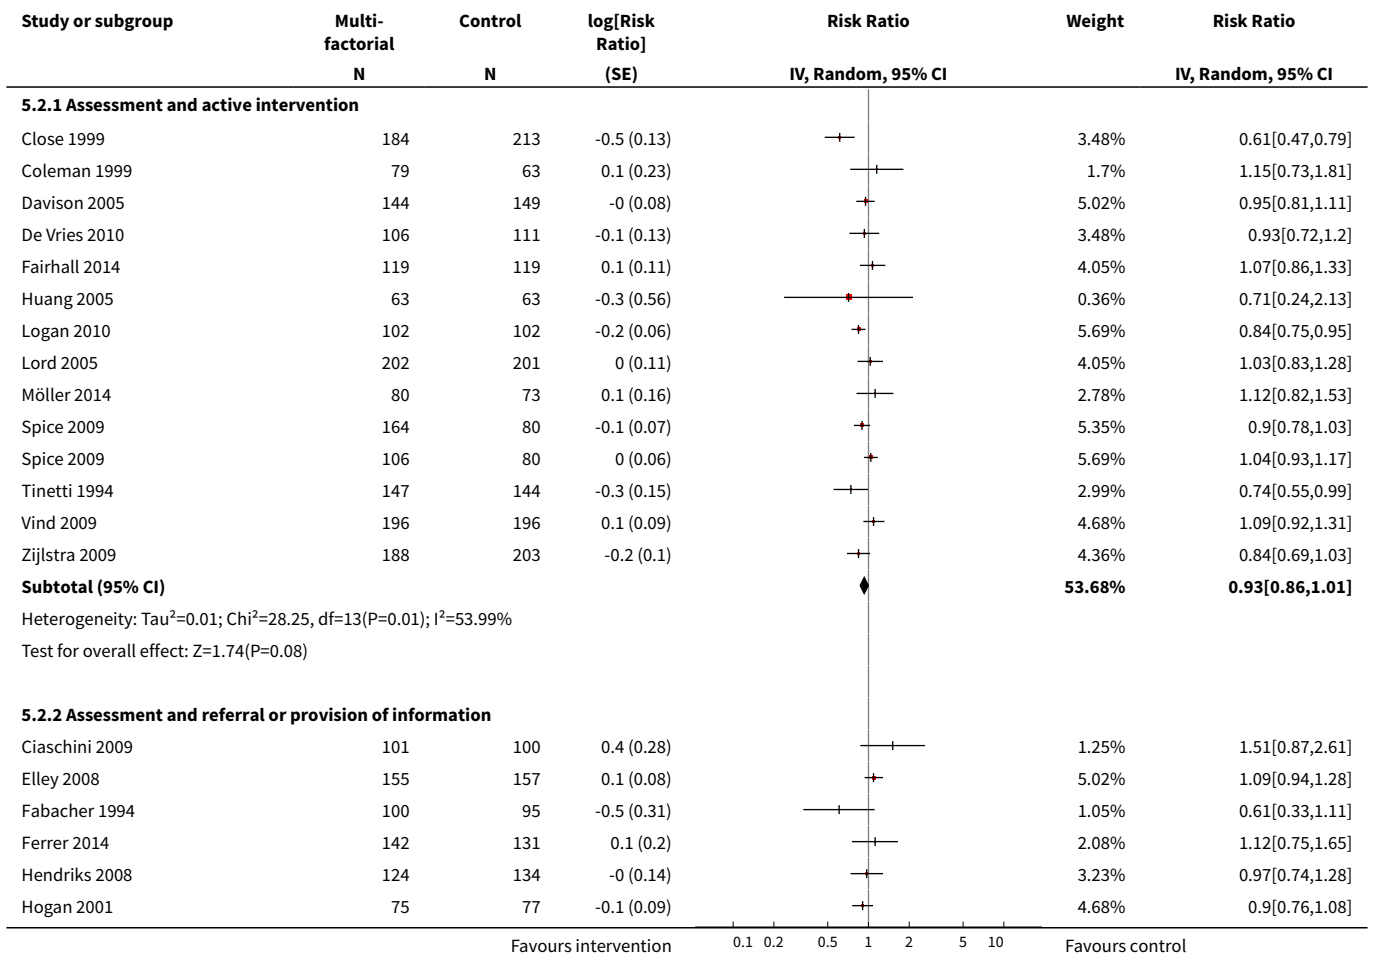 Study or subgroup Multi-factorial Control log[Risk Ratio] Risk Ratio Weight Risk Ratio
N N (SE) IV, Random, 95% CI IV, Random, 95% CI
5.2.1 Assessment and active intervention
Close 1999 184 213 -0.5 (0.13) 3.48% 0.61[0.47,0.79]
Coleman 1999 79 63 0.1 (0.23) 1.7% 1.15[0.73,1.81]
Davison 2005 144 149 -0 (0.08) 5.02% 0.95[0.81,1.11]
De Vries 2010 106 111 -0.1 (0.13) 3.48% 0.93[0.72,1.2]
Fairhall 2014 119 119 0.1 (0.11) 4.05% 1.07[0.86,1.33]
Huang 2005 63 63 -0.3 (0.56) 0.36% 0.71[0.24,2.13]
Logan 2010 102 102 -0.2 (0.06) 5.69% 0.84[0.75,0.95]
Lord 2005 202 201 0 (0.11) 4.05% 1.03[0.83,1.28]
Möller 2014 80 73 0.1 (0.16) 2.78% 1.12[0.82,1.53]
Spice 2009 164 80 -0.1 (0.07) 5.35% 0.9[0.78,1.03]
Spice 2009 106 80 0 (0.06) 5.69% 1.04[0.93,1.17]
Tinetti 1994 147 144 -0.3 (0.15) 2.99% 0.74[0.55,0.99]
Vind 2009 196 196 0.1 (0.09) 4.68% 1.09[0.92,1.31]
Zijlstra 2009 188 203 -0.2 (0.1) 4.36% 0.84[0.69,1.03]
Subtotal (95% CI) 53.68% 0.93[0.86,1.01]
Heterogeneity: Tau²=0.01; Chi²=28.25, df=13(P=0.01); I²=53.99%
Test for overall effect: Z=1.74(P=0.08)
5.2.2 Assessment and referral or provision of information
Ciaschini 2009 101 100 0.4 (0.28) 1.25% 1.51[0.87,2.61]
Elley 2008 155 157 0.1 (0.08) 5.02% 1.09[0.94,1.28]
Fabacher 1994 100 95 -0.5 (0.31) 1.05% 0.61[0.33,1.11]
Ferrer 2014 142 131 0.1 (0.2) 2.08% 1.12[0.75,1.65]
Hendriks 2008 124 134 -0 (0.14) 3.23% 0.97[0.74,1.28]
Hogan 2001 75 77 -0.1 (0.09) 4.68% 0.9[0.76,1.08]
Favours intervention 0.1 0.2 0.5 1 2 5 10 Favours control